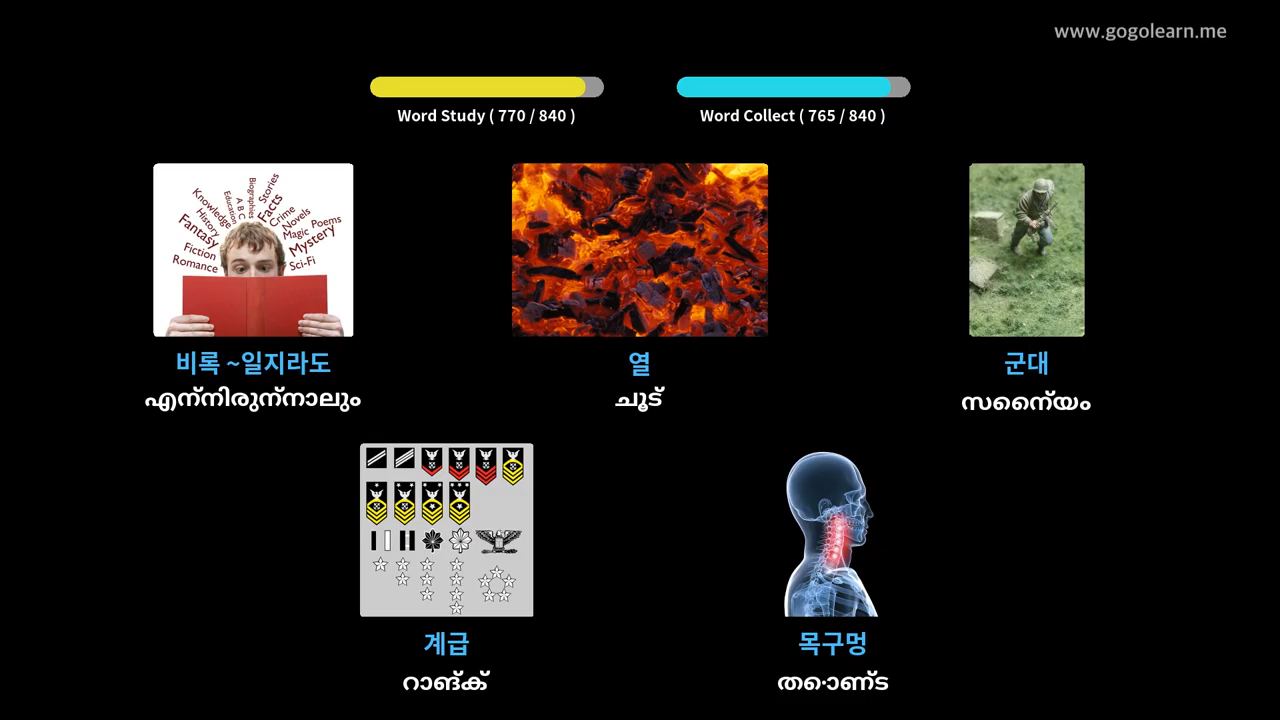 www.gogolearn.me
Word Study ( 770 / 840 )
Word Collect ( 765 / 840 )
Knowledge
Education
A B C
Biographies
Stories
Facts
Crime
Novels
History
Magic
Poems
Fantasy
Mystery
Fiction
Sci-Fi
Romance
비록 ~일지라도
എന്നിരുന്നാലും
열
ചൂട്
군대
സൈന്യം
계급
റാങ്ക്
목구멍
തൊണ്ട